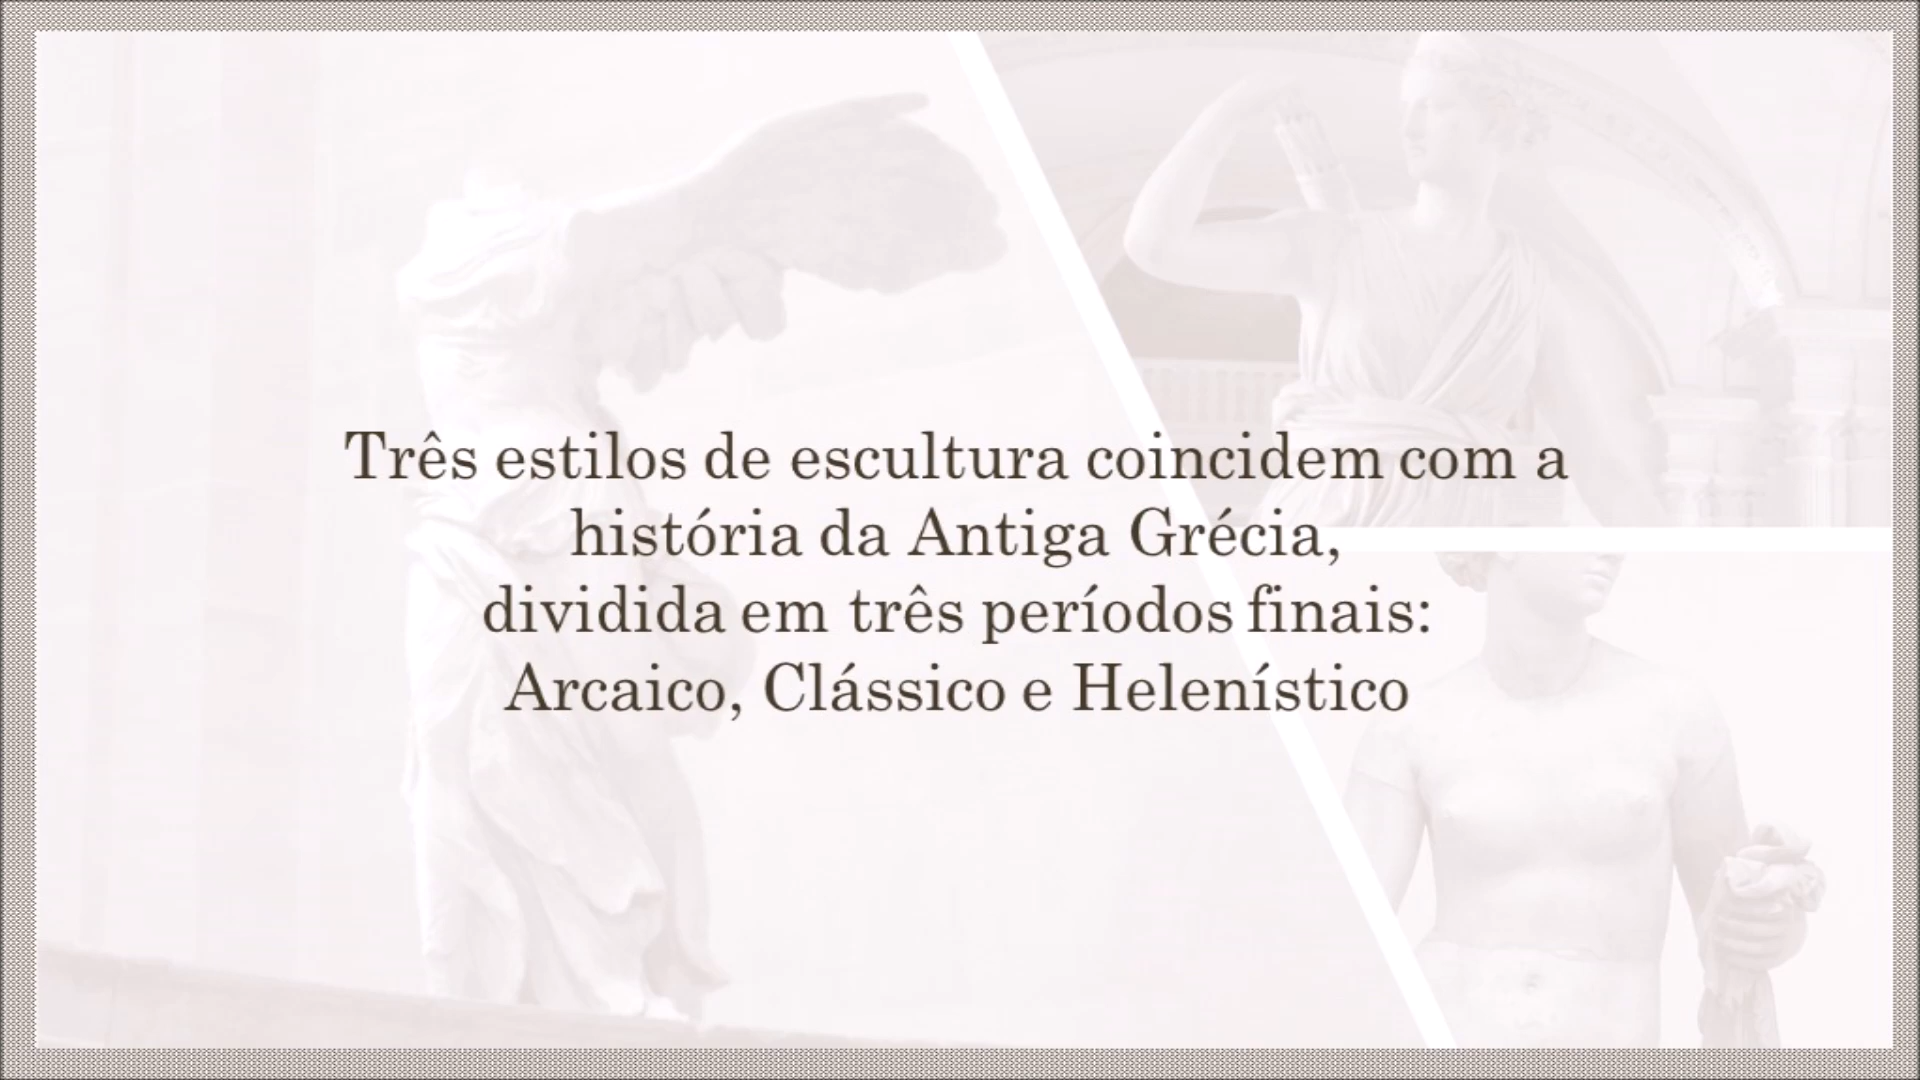 Três estilos de escultura coincidem com a
história da Antiga Grécia,
dividida em três períodos finais:
Arcaico, Clássico e Helenístico